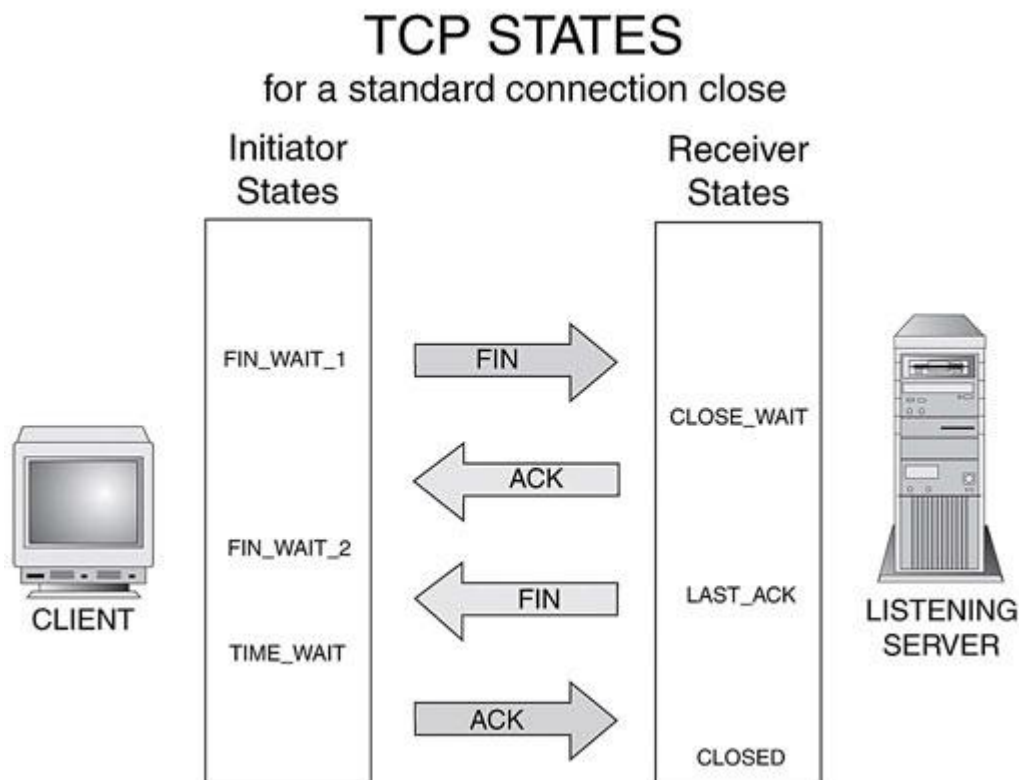 TCP STATES
for a standard connection close
Initiator
States
Receiver
States
FIN_WAIT_1
FIN
CLOSE_WAIT
ACK
FIN_WAIT_2
FIN
LAST_ACK
CLIENT
LISTENING
SERVER
TIME_WAIT
ACK
CLOSED